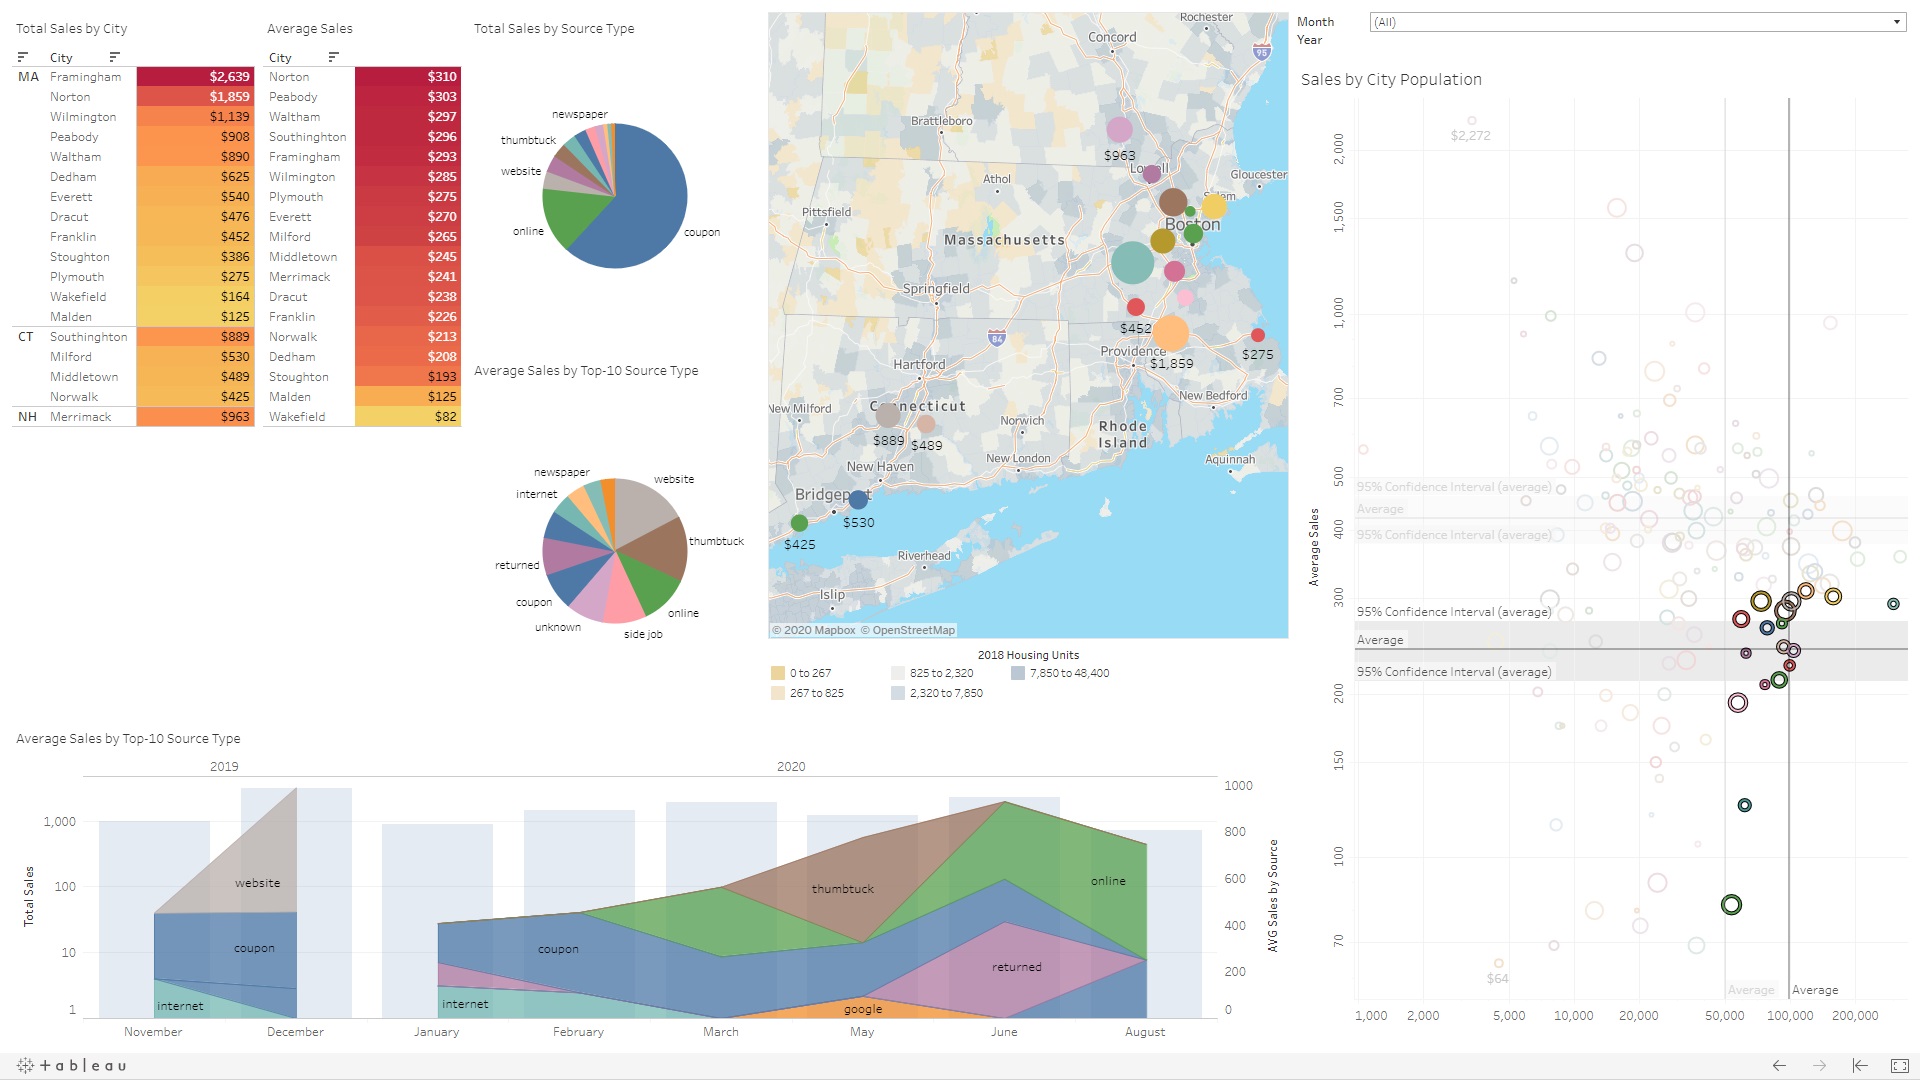 Total Sales by City
City
MA Framingham $2,639
Norton $1,859
Wilmington $1,139
Peabody $908
Waltham $890
Dedham $625
Everett $540
Dracut $476
Franklin $452
Stoughton $386
Plymouth $275
Wakefield $164
Malden $125
CT Southinghton $889
Milford $530
Middletown $489
Norwalk $425
NH Merrimack $963
Average Sales
City
Norton $310
Peabody $303
Waltham $297
Southinghton $296
Framingham $293
Wilmington $285
Plymouth $275
Everett $270
Milford $265
Middletown $245
Merrimack $241
Dracut $238
Franklin $226
Norwalk $213
Dedham $208
Stoughton $193
Malden $125
Wakefield $82
Total Sales by Source Type
newspaper
thumbtuck
website
online
coupon
Average Sales by Top-10 Source Type
newspaper
website
internet
thumbtuck
returned
coupon
online
unknown
side job
Rochester
Concord
95
Brattleboro
$963
Lowell
Athol
Gloucester
Salem
Pittsfield
Boston
Massachusetts
Springfield
$452
84
Providence
$275
$1,859
Hartford
New Milford
Connecticut
New Bedford
Norwich
Rhode
Island
$889
$489
New London
Aquinnah
New Haven
Bridgeport
$530
$425
Riverhead
Islip
© 2020 Mapbox © OpenStreetMap
2018 Housing Units
0 to 267
825 to 2,320
7,850 to 48,400
267 to 825
2,320 to 7,850
Month
Year
(All)
Sales by City Population
$2,272
2,000
1,500
1,000
700
500
400
300
200
150
100
70
Average Sales
95% Confidence Interval (average)
Average
95% Confidence Interval (average)
95% Confidence Interval (average)
Average
95% Confidence Interval (average)
$64
Average
Average
1,000 2,000 5,000 10,000 20,000 50,000 100,000 200,000
Average Sales by Top-10 Source Type
2019
2020
Total Sales
1,000
100
10
1
website
coupon
internet
coupon
internet
thumbtuck
google
returned
online
1000
800
600
400
200
0
AVG Sales by Source
November December January February March May June August
+ableau